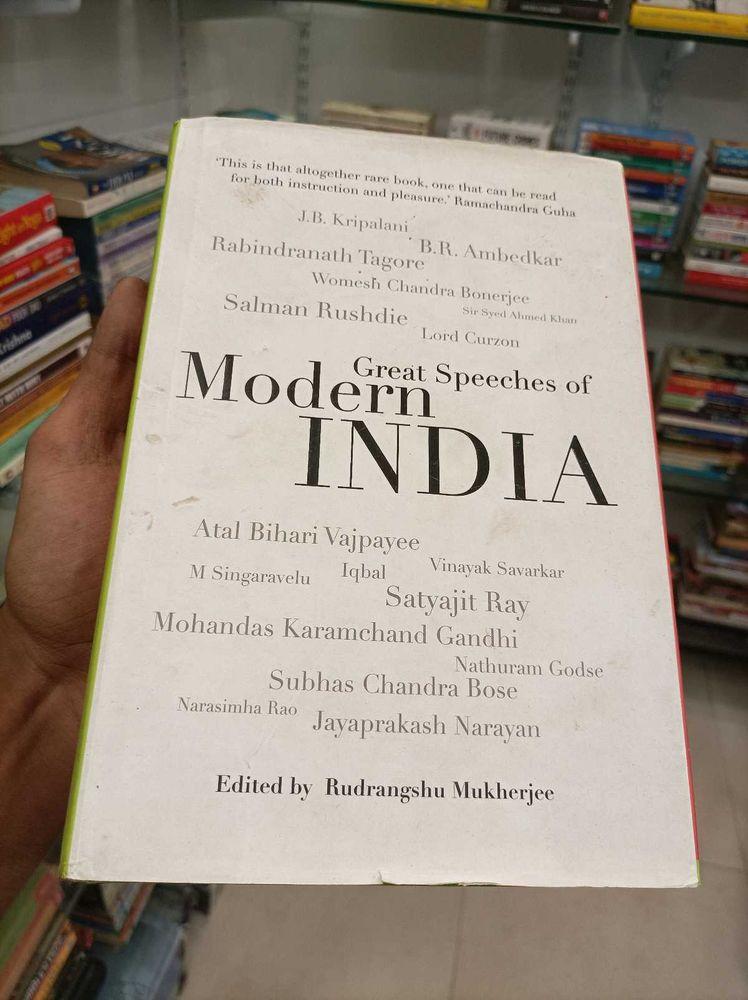 'This is that altogether rare book, one that can be read
for both instruction and pleasure.' Ramachandra Guha
J.B. Kripalani
B.R. Ambedkar
Rabindranath Tagore
Womesh Chandra Bonerjee
Salman Rushdie
Sir Syed Ahmed Khan
Lord Curzon
Great Speeches of
Modern
INDIA
Atal Bihari Vajpayee
M Singaravelu
Iqbal
Vinayak Savarkar
Satyajit Ray
Mohandas Karamchand Gandhi
Nathuram Godse
Subhas Chandra Bose
Narasimha Rao
Jayaprakash Narayan
Edited by Rudrangshu Mukherjee